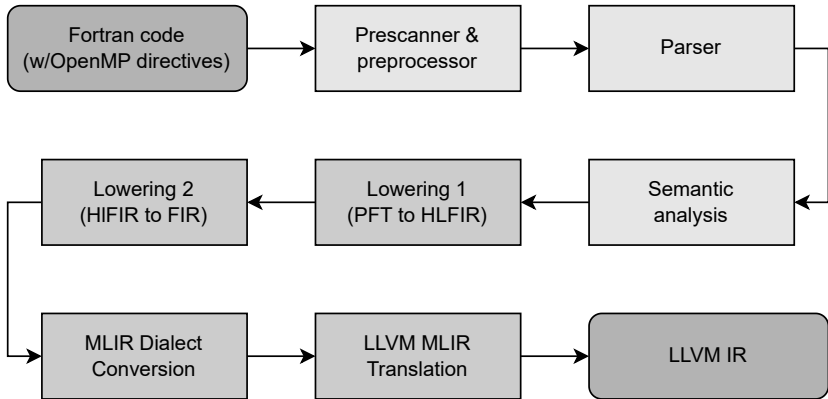 Fortran code
(w/OpenMP directives)
Prescanner &
preprocessor
Parser
Lowering 2
(HlFIR to FIR)
Lowering 1
(PFT to HLFIR)
Semantic
analysis
MLIR Dialect
Conversion
LLVM MLIR
Translation
LLVM IR